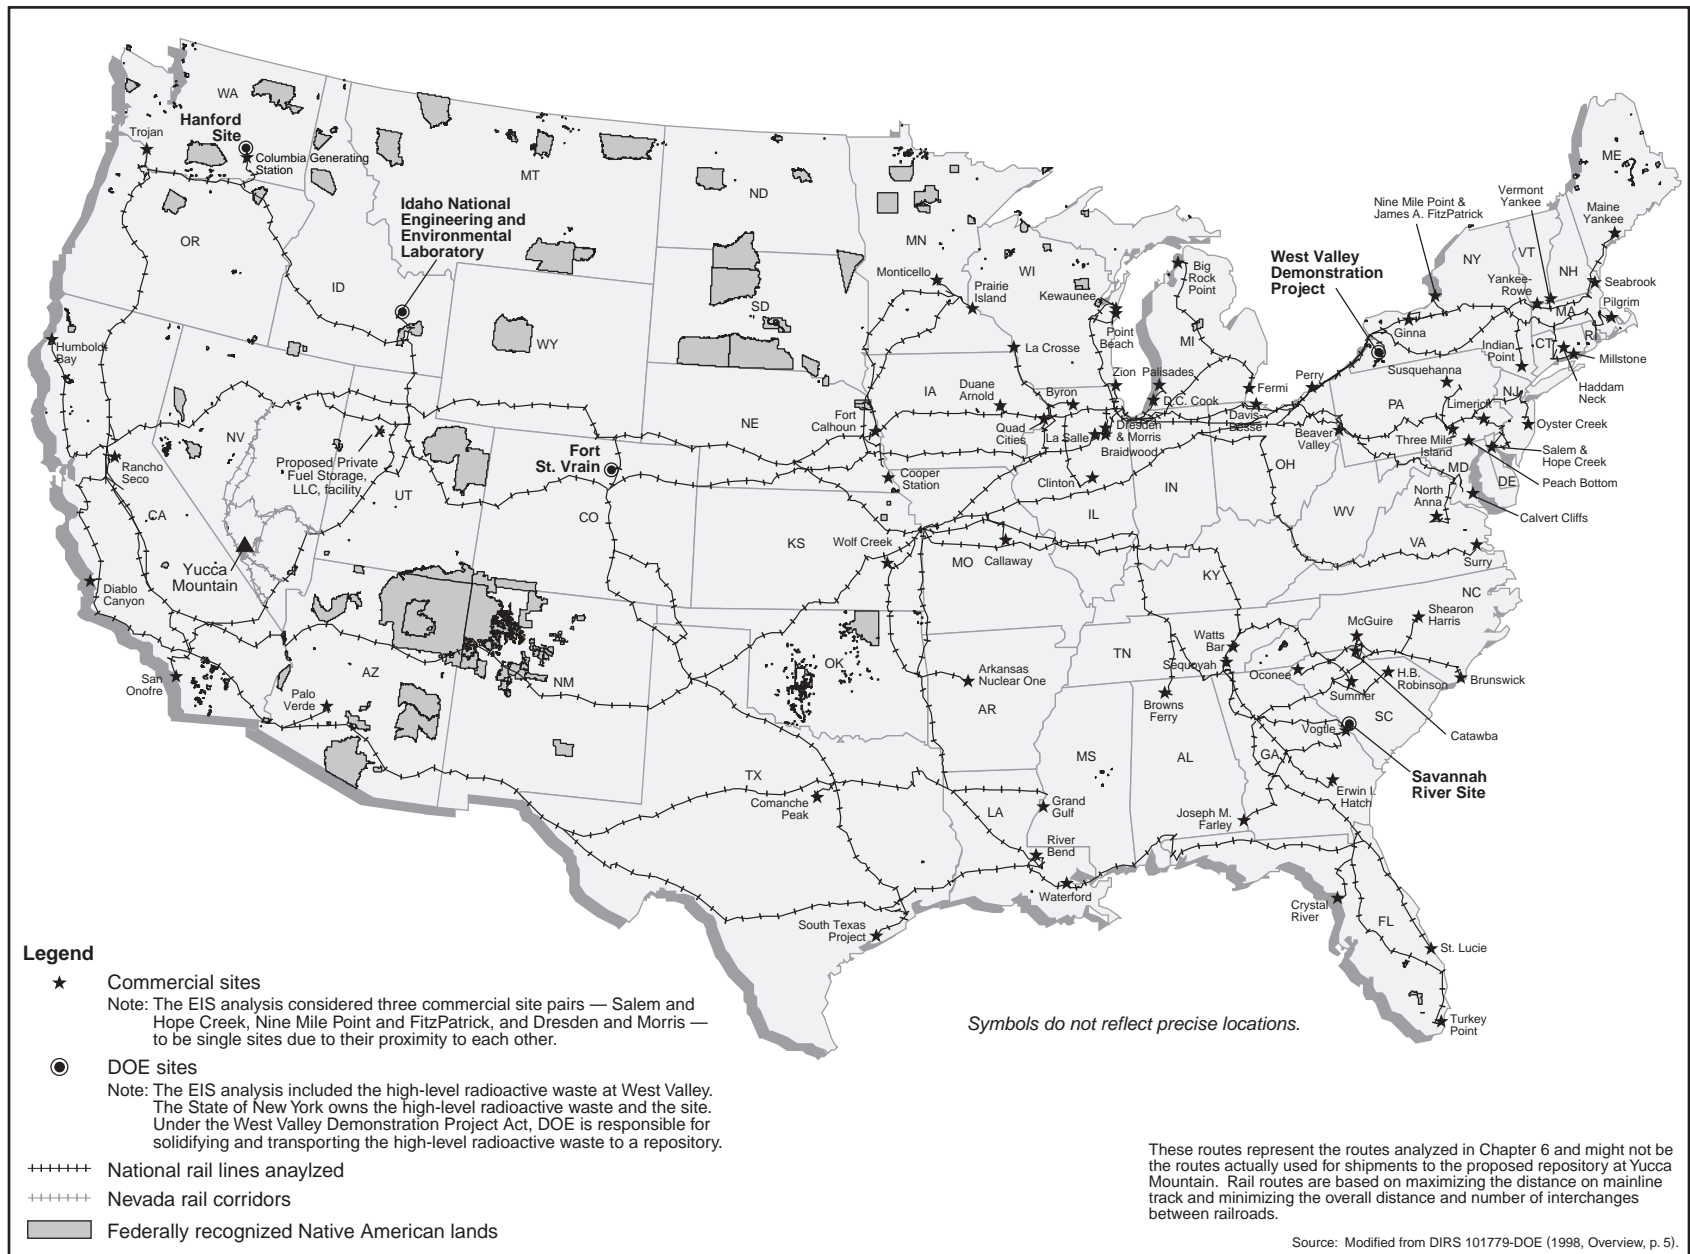 WA
Hanford
Site
Trojan
Columbia Generating
Station
MT
ND
OR
Idaho National
Engineering and
Environmental
Laboratory
ID
MN
Monticello
Prairie
Island
WI
Kewaunee
Point
Beach
Big
Rock
Point
MI
West Valley
Demonstration
Project
Nine Mile Point &
James A. FitzPatrick
Vermont
Yankee
ME
Maine
Yankee
NY
VT
NH
Yankee-
Rowe
Seabrook
Pilgrim
MA
RI
CT
Ginna
Indian
Point
Millstone
Haddam
Neck
Susquehanna
Humbolt
Bay
WY
SD
La Crosse
IA
Duane
Arnold
Byron
Zion
Palisades
D.C. Cook
Fermi
Perry
Davis-
Besse
NJ
PA
Limerick
Oyster Creek
Beaver
Valley
Three Mile
Island
Salem &
Hope Creek
Peach Bottom
MD
DE
Calvert Cliffs
NV
NE
Fort
Calhoun
Quad
Cities
La Salle
Dresden
& Morris
Braidwood
Rancho
Seco
Proposed Private
Fuel Storage,
LLC, facility
UT
Fort
St. Vrain
Cooper
Station
Clinton
IL
IN
OH
WV
North
Anna
VA
Surry
CA
CO
KS
Wolf Creek
MO
Callaway
KY
NC
Yucca
Mountain
Diablo
Canyon
McGuire
Shearon
Harris
Watts
Bar
Sequoyah
TN
Oconee
Summer
H.B.
Robinson
Brunswick
San
Onofre
Palo
Verde
AZ
NM
OK
Arkansas
Nuclear One
AR
Browns
Ferry
SC
Catawba
Vogtle
Savannah
River Site
TX
Comanche
Peak
MS
AL
GA
Erwin I.
Hatch
Joseph M.
Farley
LA
Grand
Gulf
River
Bend
Waterford
South Texas
Project
Crystal
River
FL
St. Lucie
Turkey
Point
Legend
Commercial sites
Note: The EIS analysis considered three commercial site pairs — Salem and
Hope Creek, Nine Mile Point and FitzPatrick, and Dresden and Morris —
to be single sites due to their proximity to each other.
DOE sites
Note: The EIS analysis included the high-level radioactive waste at West Valley.
The State of New York owns the high-level radioactive waste and the site.
Under the West Valley Demonstration Project Act, DOE is responsible for
solidifying and transporting the high-level radioactive waste to a repository.
National rail lines anaylzed
Nevada rail corridors
Federally recognized Native American lands
Symbols do not reflect precise locations.
These routes represent the routes analyzed in Chapter 6 and might not be
the routes actually used for shipments to the proposed repository at Yucca
Mountain. Rail routes are based on maximizing the distance on mainline
track and minimizing the overall distance and number of interchanges
between railroads.
Source: Modified from DIRS 101779-DOE (1998, Overview, p. 5).